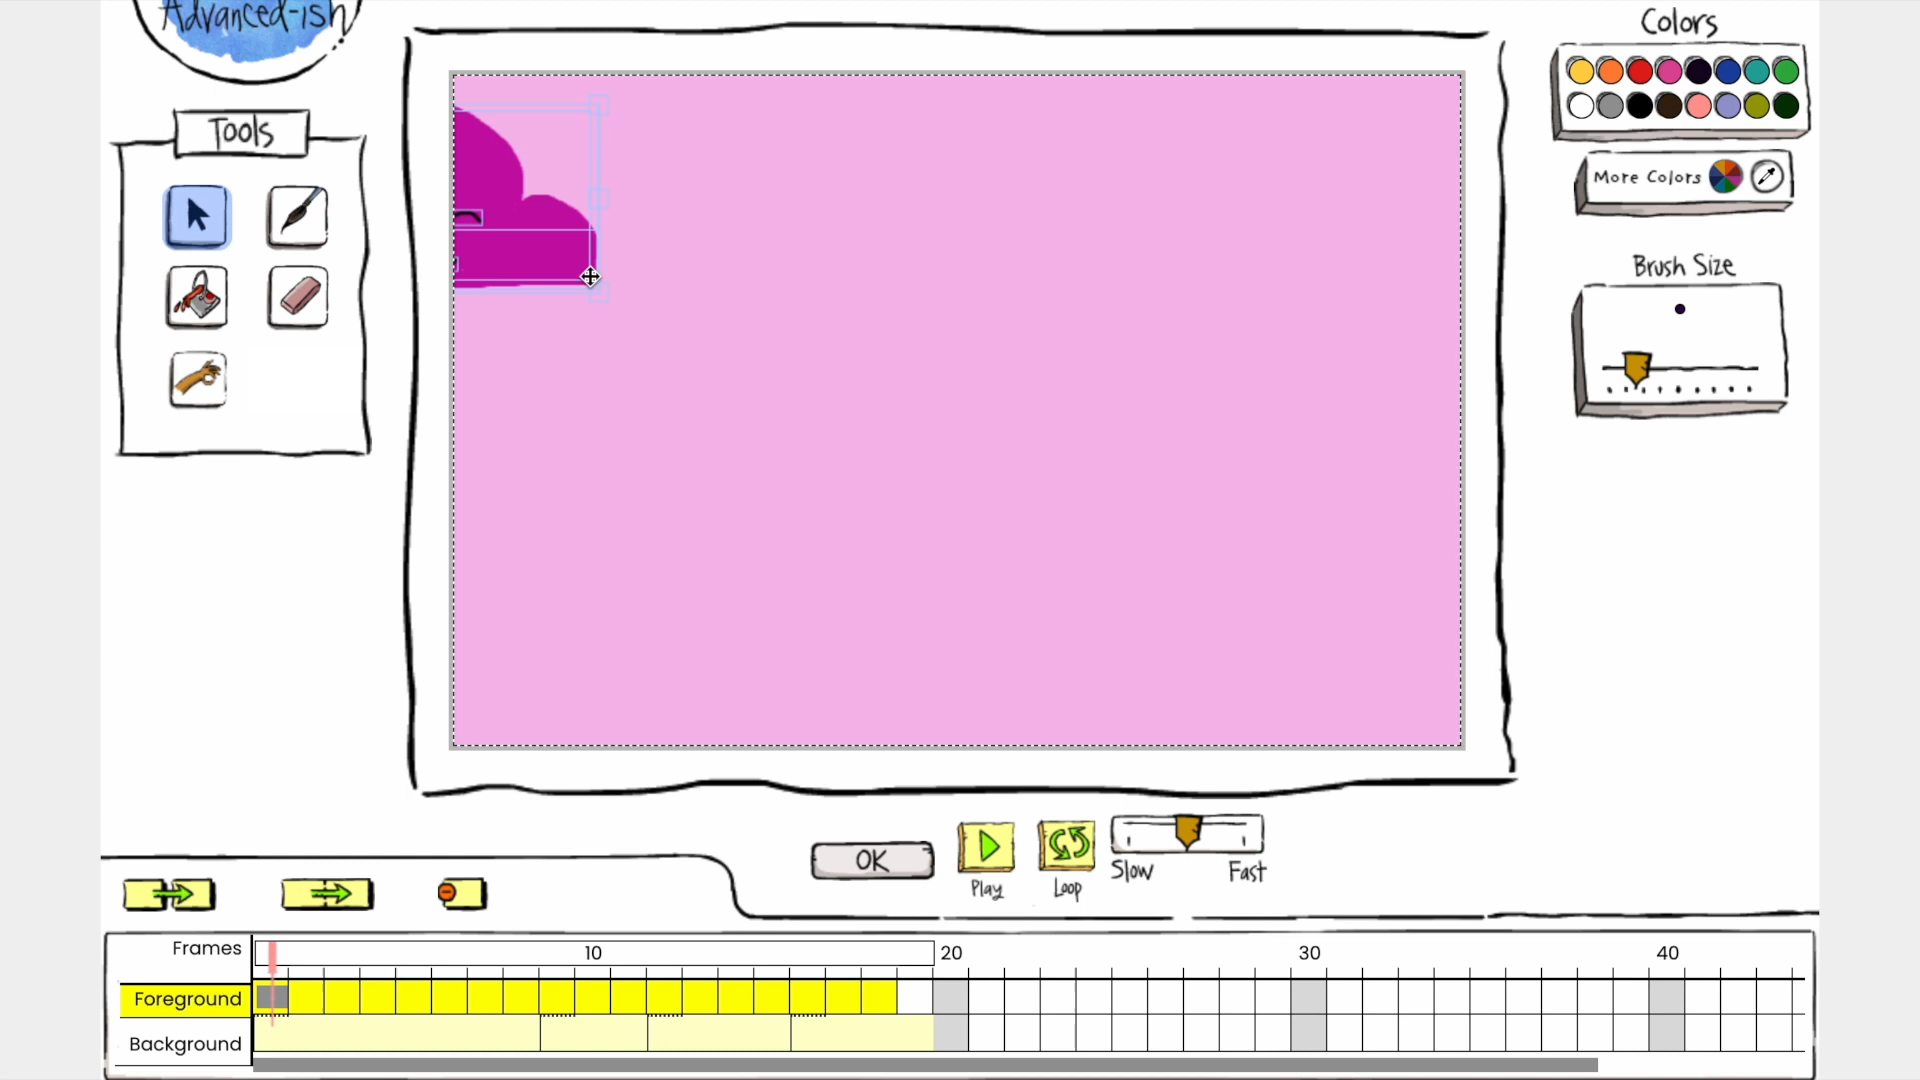 Advanced-ish
Colors
Tools
More Colors
Brush Size
OK
Play
Loop
Slow
Fast
Frames
10
20
30
40
Foreground
Background